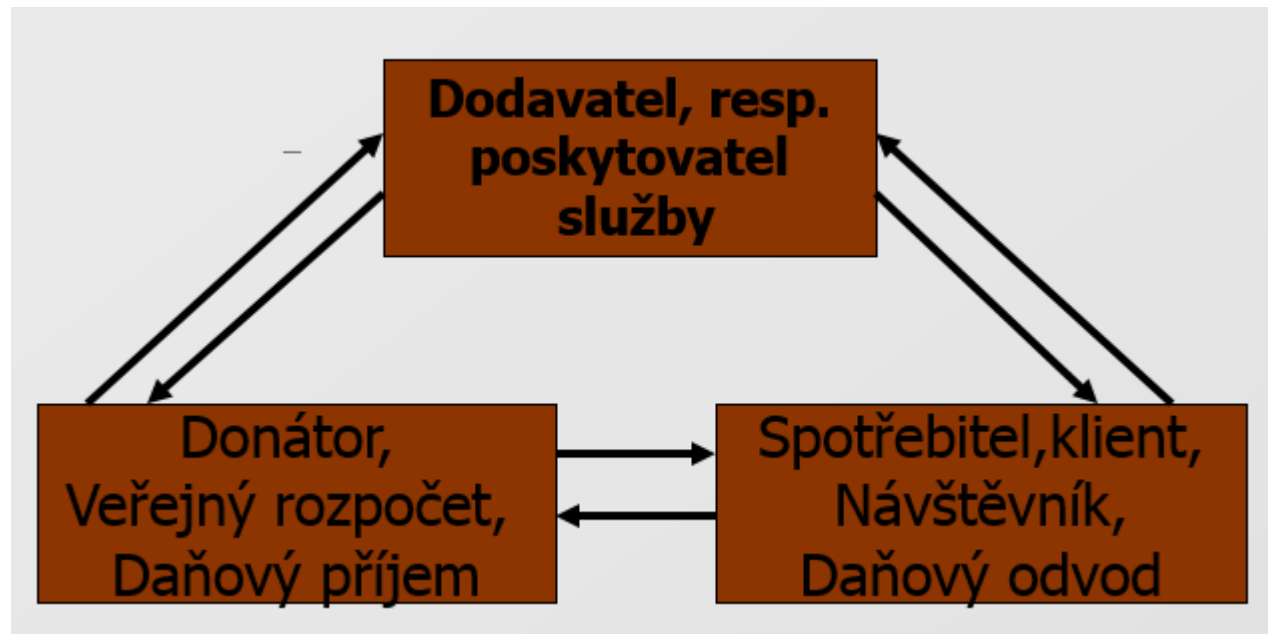 Dodavatel, resp.
poskytovatel
služby
Donátor,
Veřejný rozpočet,
Daňový příjem
Spotřebitel,klient,
Návštěvník,
Daňový odvod